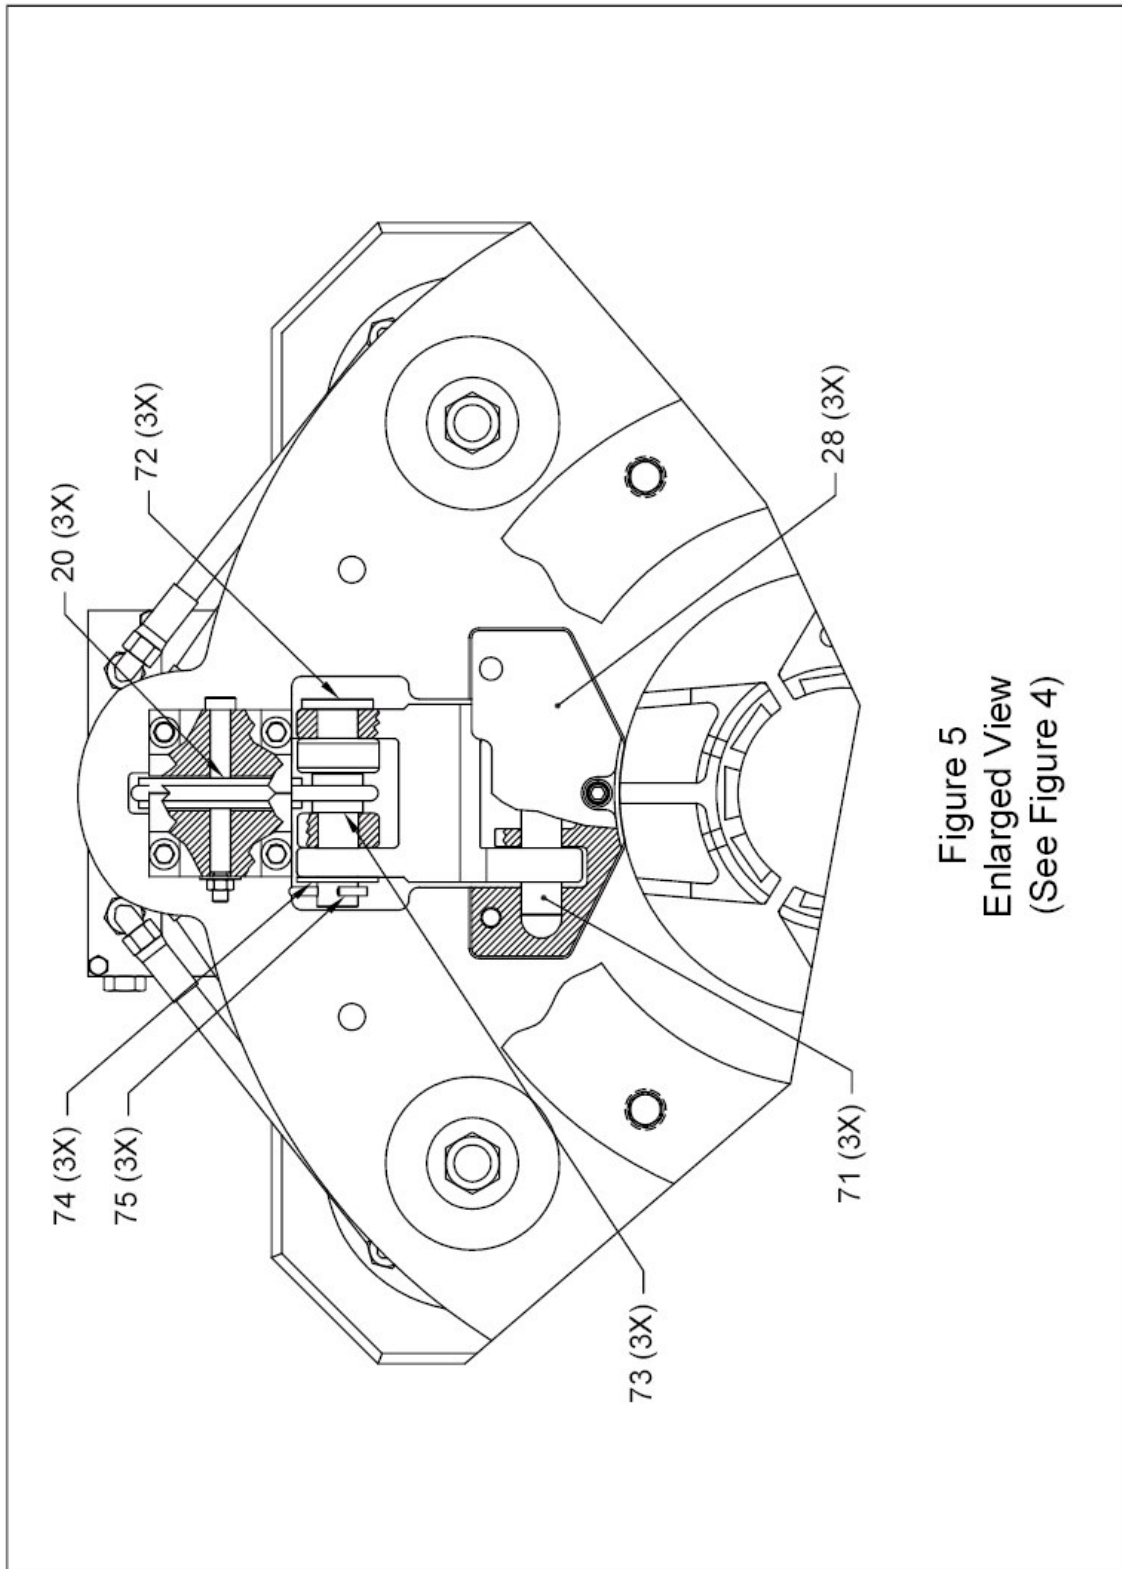 20 (3X)
72 (3X)
74 (3X)
75 (3X)
28 (3X)
73 (3X)
71 (3X)
Figure 5
Enlarged View
(See Figure 4)